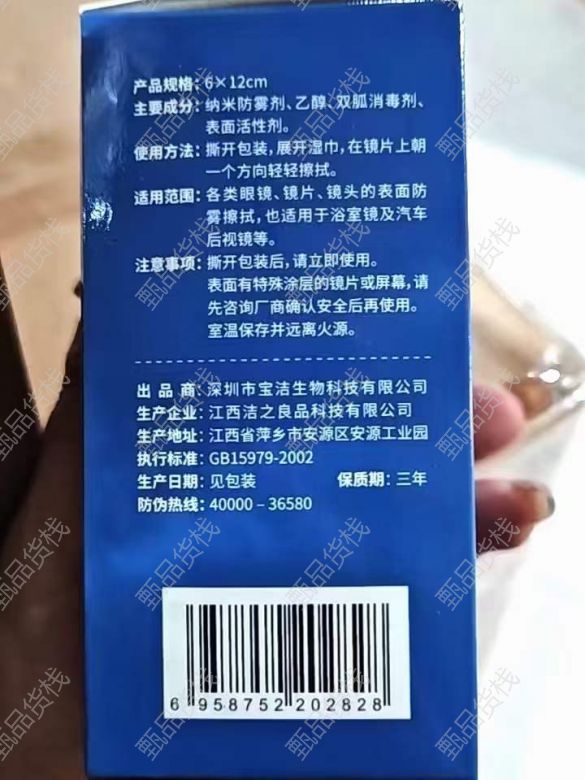 产品规格：6×12cm
主要成分：纳米防雾剂、乙醇、双胍消毒剂、
表面活性剂。
使用方法：撕开包装，展开湿巾，在镜片上朝
一个方向轻轻擦拭。
适用范围：各类眼镜、镜片、镜头的表面防
雾擦拭，也适用于浴室镜及汽车
后视镜等。
注意事项：撕开包装后，请立即使用。
表面有特殊涂层的镜片或屏幕，请
先咨询厂商确认安全后再使用。
室温保存并远离火源。
出品商：深圳市宝洁生物科技有限公司
生产企业：江西洁之良品科技有限公司
生产地址：江西省萍乡市安源区安源工业园
执行标准：GB15979-2002
生产日期：见包装 保质期：三年
防伪热线：40000－36580
6 958752 202828
甄品货栈